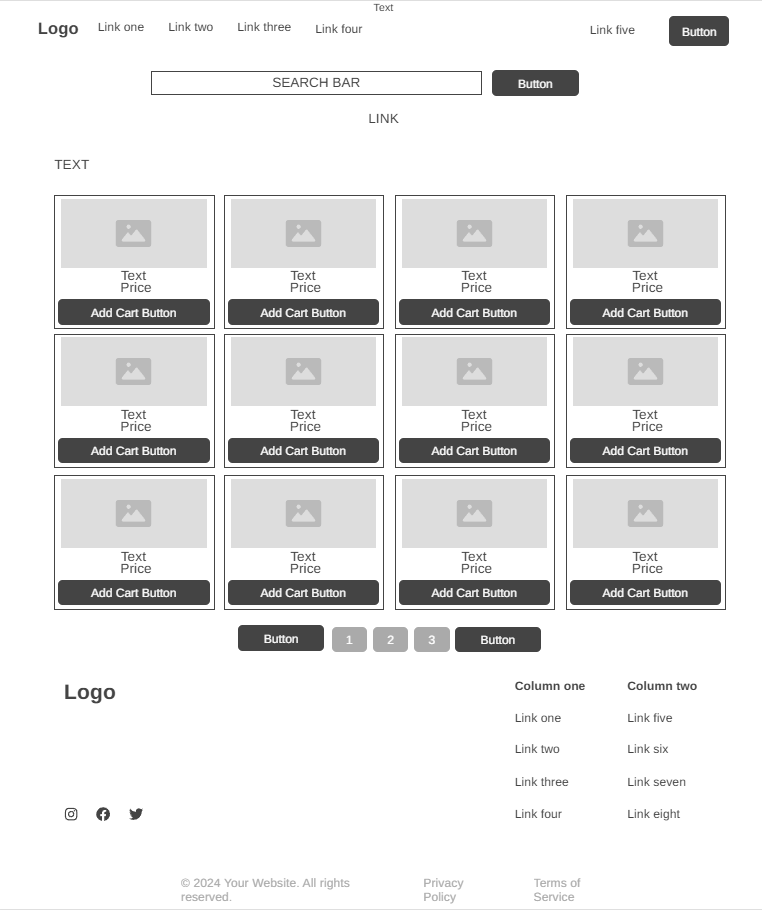 Text
Logo Link one Link two Link three Link four Link five Button
SEARCH BAR Button
LINK
TEXT
Text Text Text Text
Price Price Price Price
Add Cart Button Add Cart Button Add Cart Button Add Cart Button
Text Text Text Text
Price Price Price Price
Add Cart Button Add Cart Button Add Cart Button Add Cart Button
Text Text Text Text
Price Price Price Price
Add Cart Button Add Cart Button Add Cart Button Add Cart Button
Button 1 2 3 Button
Logo
Column one
Link one
Link two
Link three
Link four
Column two
Link five
Link six
Link seven
Link eight
© 2024 Your Website. All rights
reserved.
Privacy
Policy
Terms of
Service